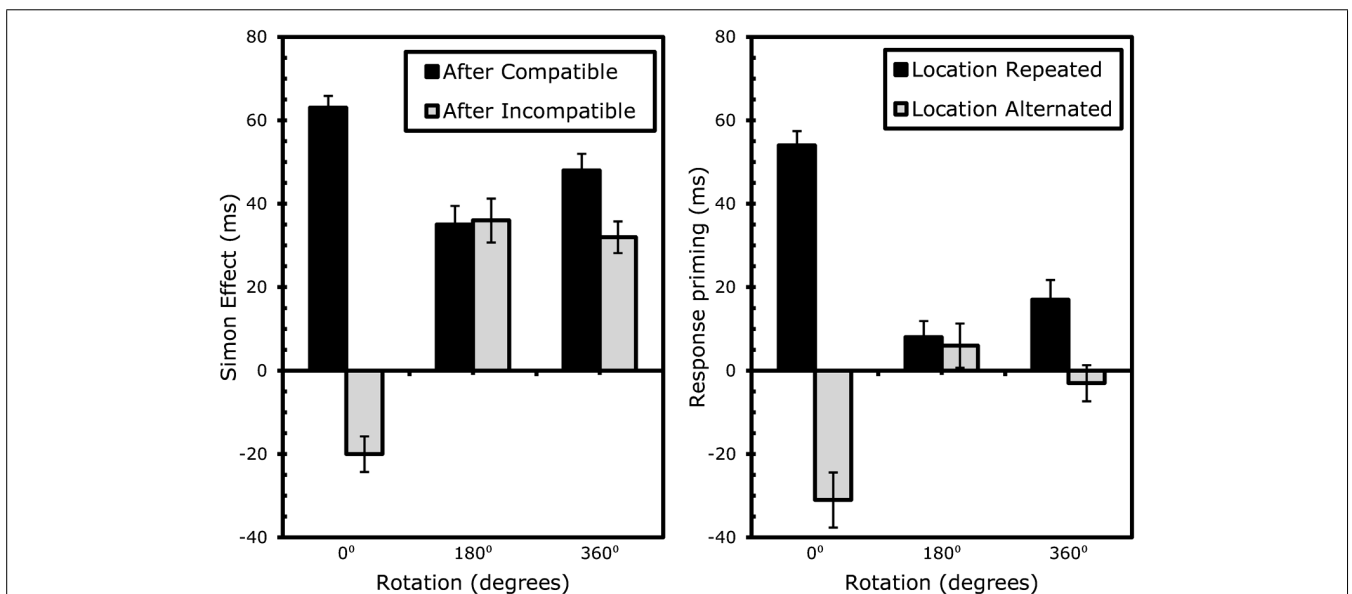 80
60
40
20
0
-20
-40
Simon Effect (ms)
After Compatible
After Incompatible
0⁰
180⁰
360⁰
Rotation (degrees)
80
60
40
20
0
-20
-40
Response priming (ms)
Location Repeated
Location Alternated
0⁰
180⁰
360⁰
Rotation (degrees)